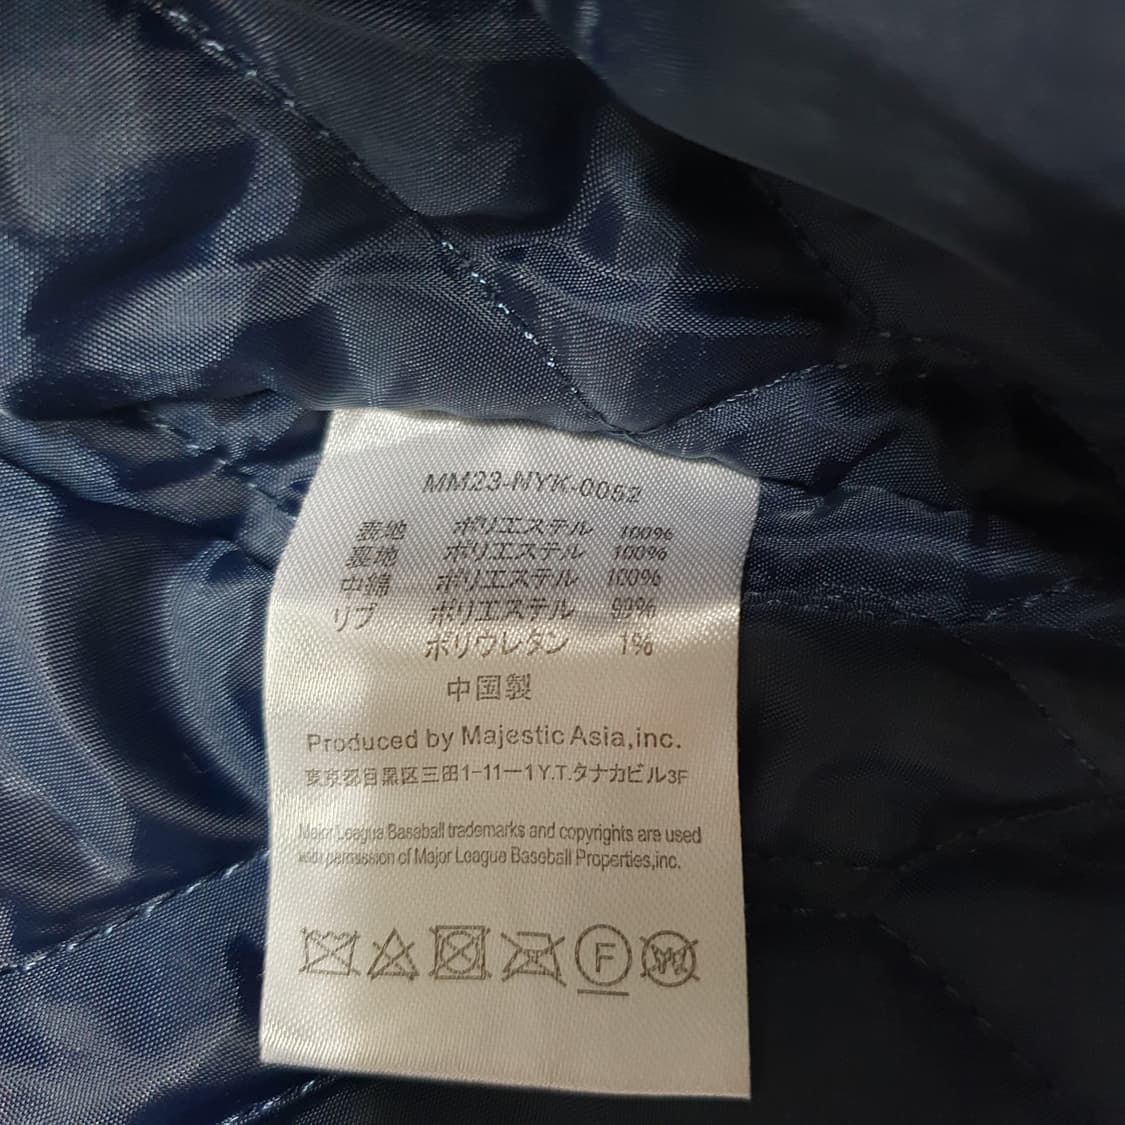 MM23-NYK-0052
表地 ポリエステル 100%
裏地 ポリエステル 100%
中綿 ポリエステル 100%
リブ ポリエステル 99%
ポリウレタン 1%
中国製
Produced by Majestic Asia,inc.
東京都目黒区三田1-11ー1Y.T.タナカビル3F
Major League Baseball trademarks and copyrights are used
with permission of Major League Baseball Properties,inc.
F W